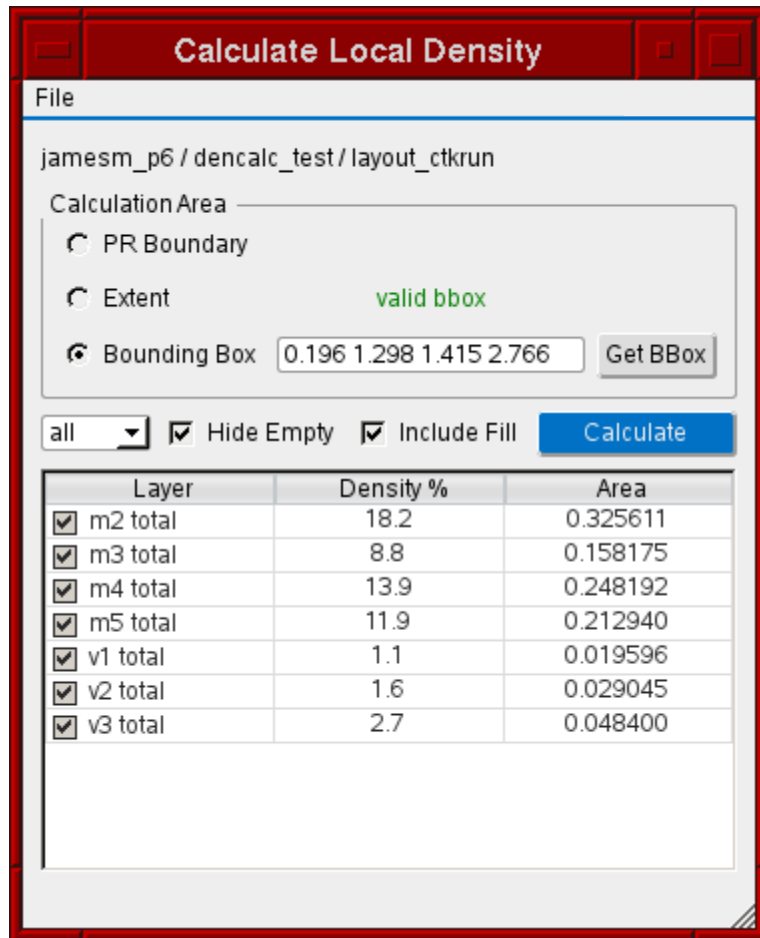 Calculate Local Density
File
jamesm_p6 / dencalc_test / layout_ctkrun
Calculation Area
PR Boundary
Extent valid bbox
Bounding Box 0.196 1.298 1.415 2.766 Get BBox
all Hide Empty Include Fill Calculate
Layer Density % Area
m2 total 18.2 0.325611
m3 total 8.8 0.158175
m4 total 13.9 0.248192
m5 total 11.9 0.212940
v1 total 1.1 0.019596
v2 total 1.6 0.029045
v3 total 2.7 0.048400